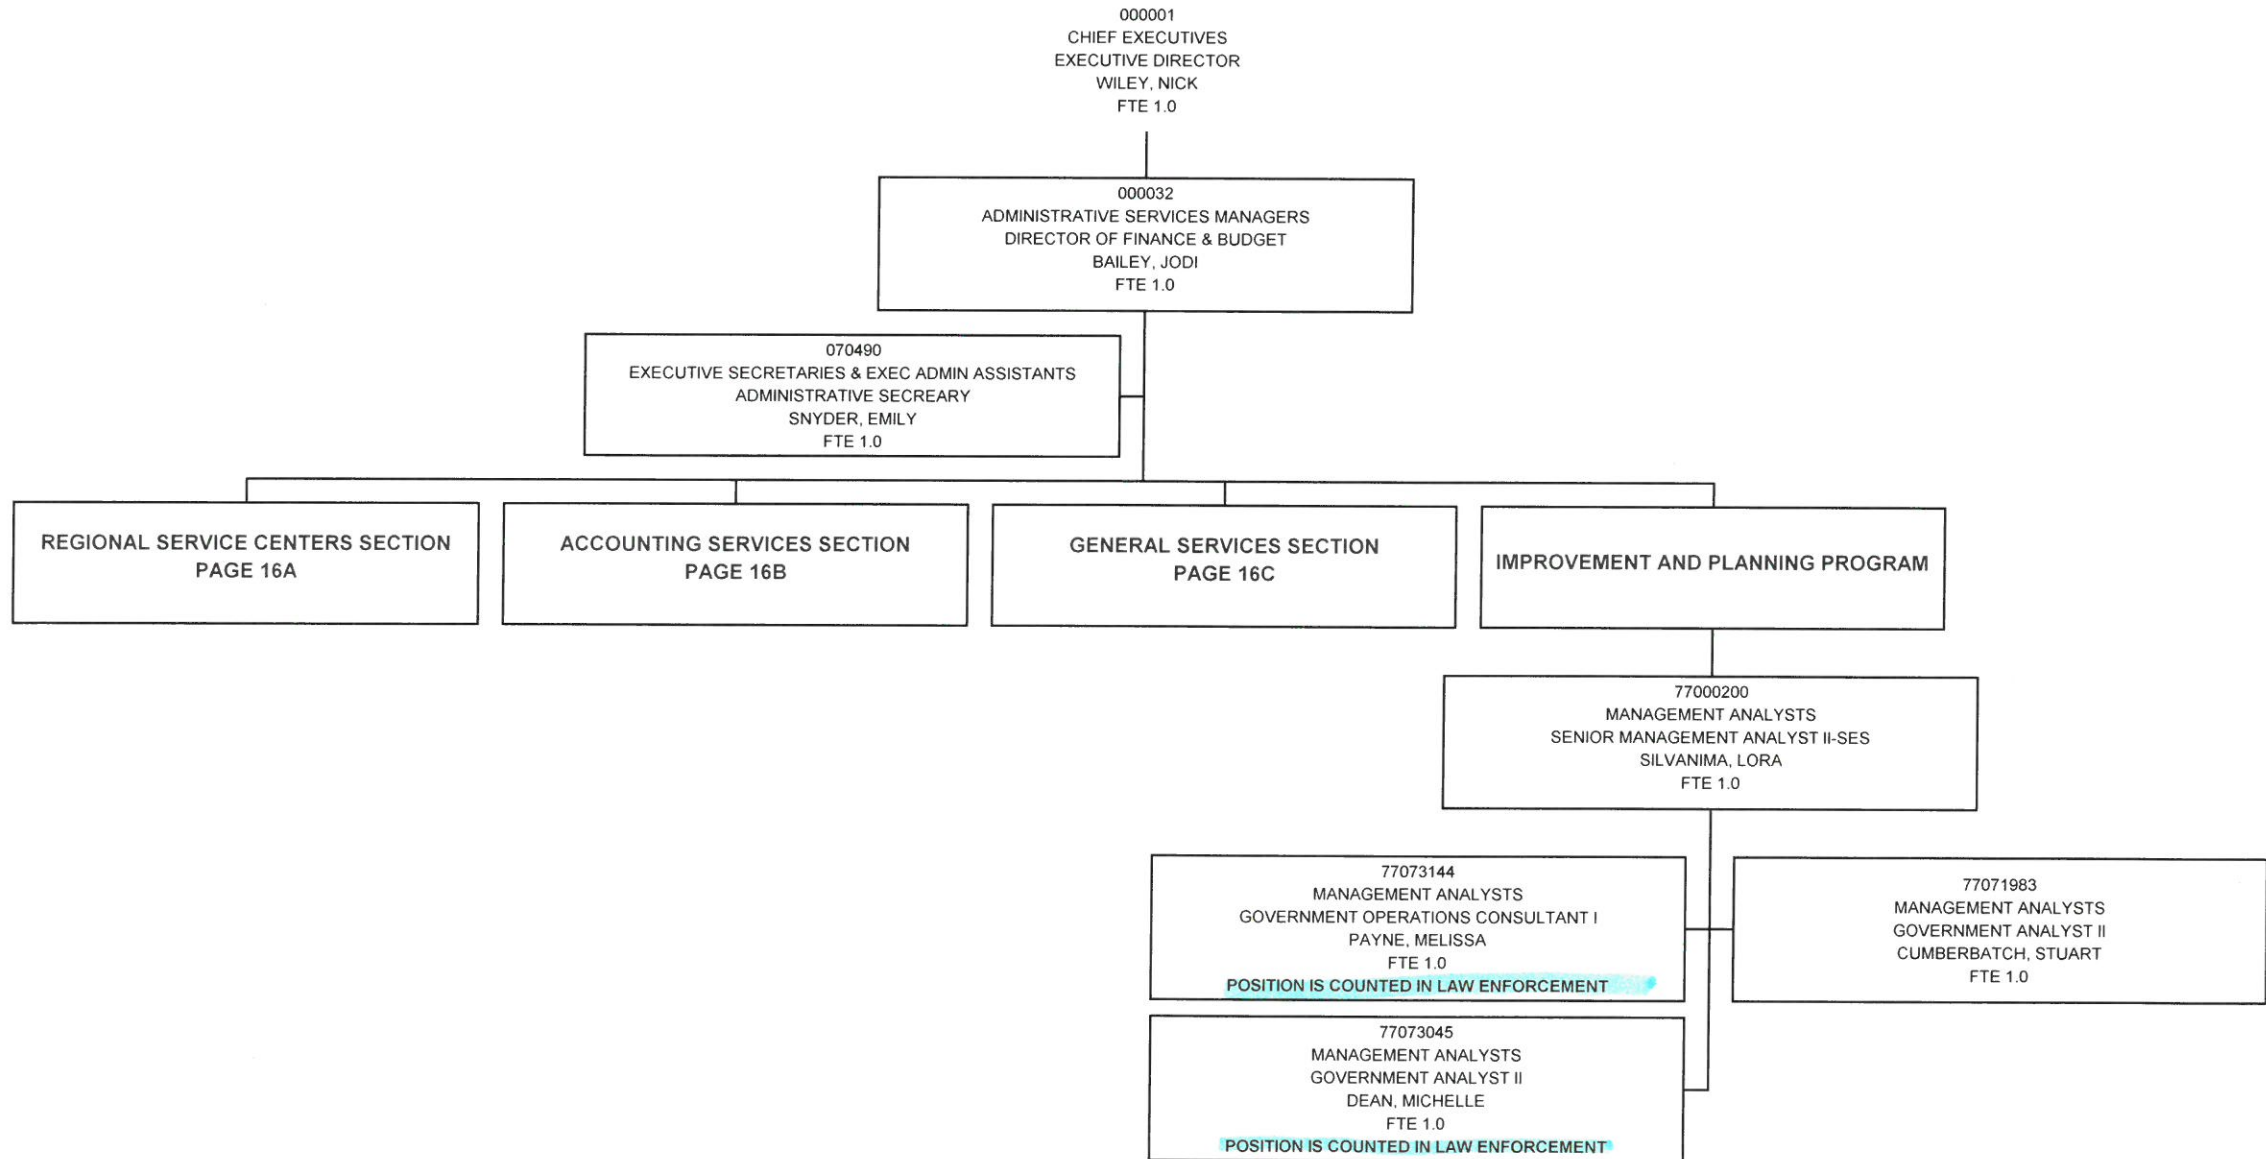 000001
CHIEF EXECUTIVES
EXECUTIVE DIRECTOR
WILEY, NICK
FTE 1.0
000032
ADMINISTRATIVE SERVICES MANAGERS
DIRECTOR OF FINANCE & BUDGET
BAILEY, JODI
FTE 1.0
070490
EXECUTIVE SECRETARIES & EXEC ADMIN ASSISTANTS
ADMINISTRATIVE SECREARY
SNYDER, EMILY
FTE 1.0
REGIONAL SERVICE CENTERS SECTION
PAGE 16A
ACCOUNTING SERVICES SECTION
PAGE 16B
GENERAL SERVICES SECTION
PAGE 16C
IMPROVEMENT AND PLANNING PROGRAM
77000200
MANAGEMENT ANALYSTS
SENIOR MANAGEMENT ANALYST II-SES
SILVANIMA, LORA
FTE 1.0
77073144
MANAGEMENT ANALYSTS
GOVERNMENT OPERATIONS CONSULTANT I
PAYNE, MELISSA
FTE 1.0
POSITION IS COUNTED IN LAW ENFORCEMENT
77071983
MANAGEMENT ANALYSTS
GOVERNMENT ANALYST II
CUMBERBATCH, STUART
FTE 1.0
77073045
MANAGEMENT ANALYSTS
GOVERNMENT ANALYST II
DEAN, MICHELLE
FTE 1.0
POSITION IS COUNTED IN LAW ENFORCEMENT